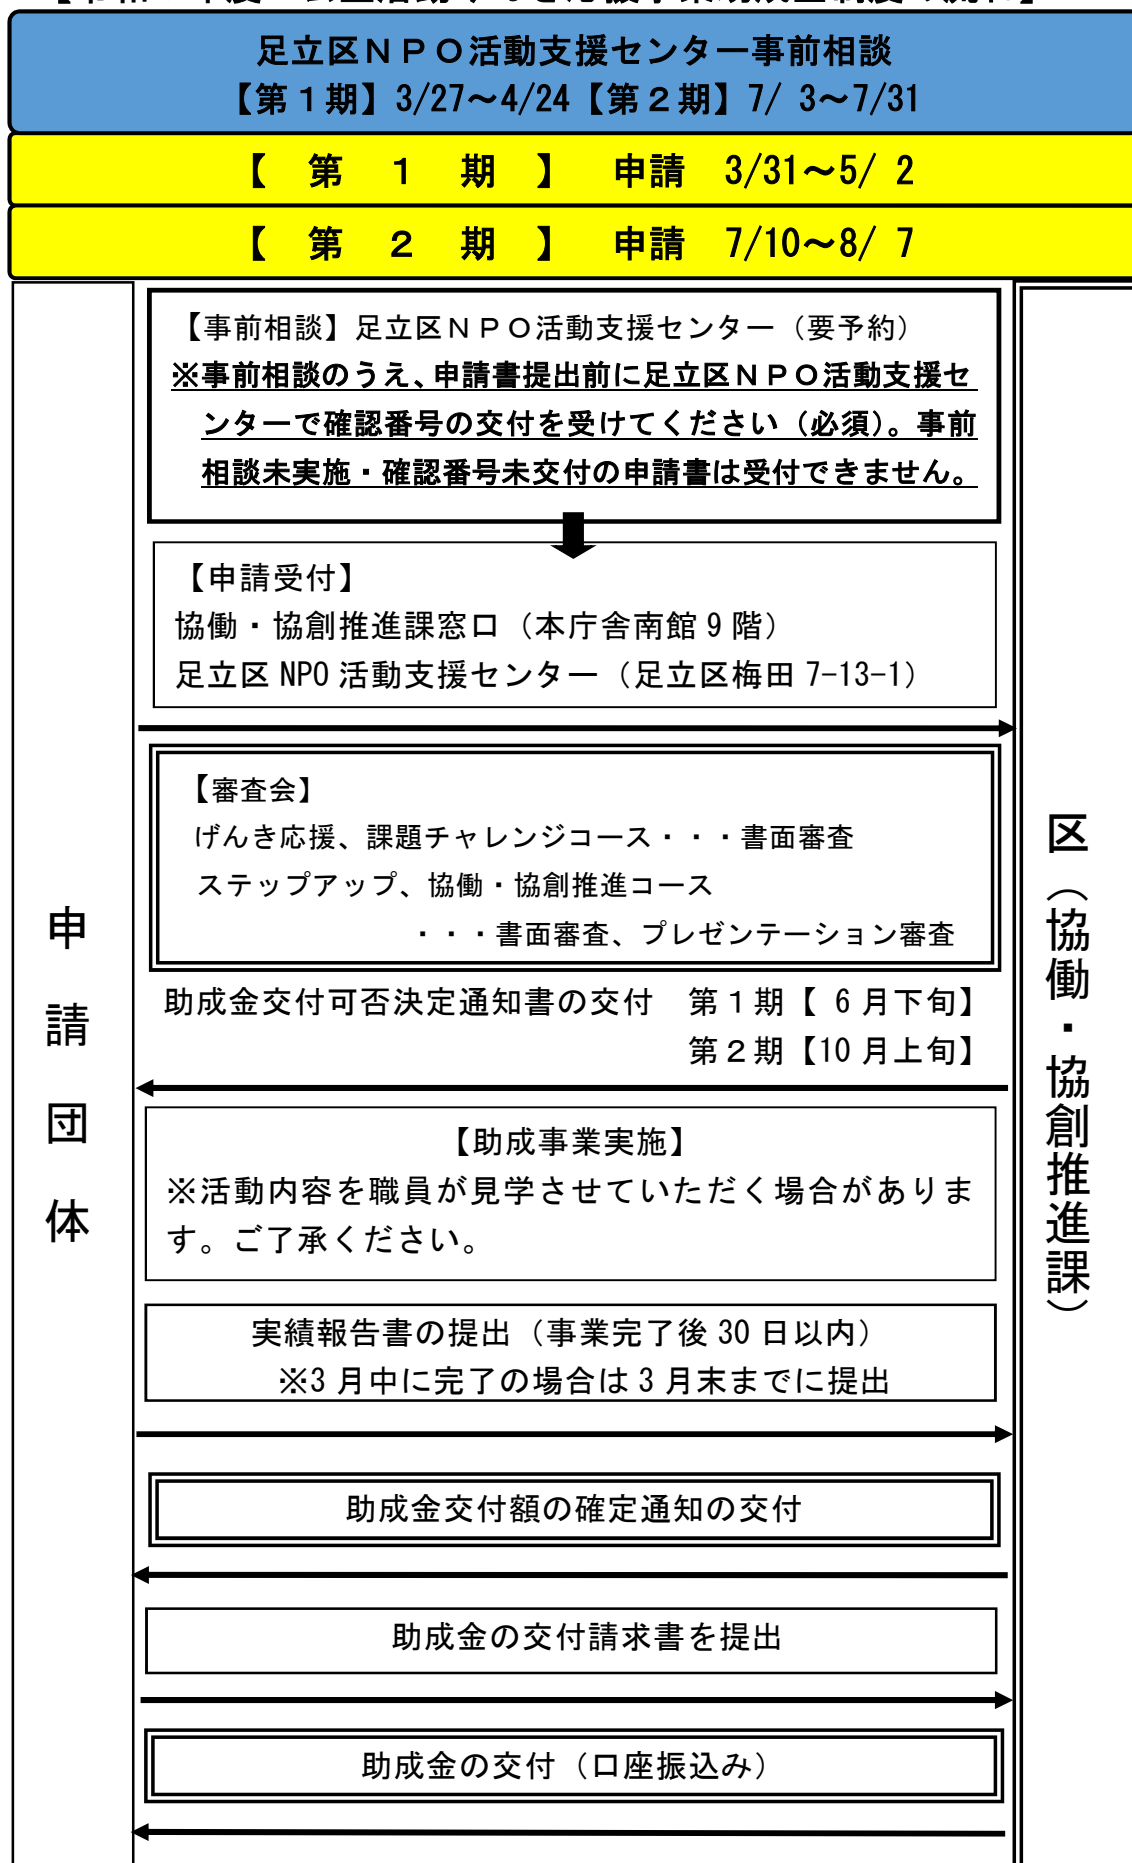 足立区ＮＰＯ活動支援センター事前相談
【第１期】3/27～4/24【第２期】7/ 3～7/31
【　第　１　期　】　申請　3/31～5/ 2
【　第　２　期　】　申請　7/10～8/ 7
【事前相談】足立区ＮＰＯ活動支援センター（要予約）
※事前相談のうえ、申請書提出前に足立区ＮＰＯ活動支援セ
ンターで確認番号の交付を受けてください（必須）。事前
相談未実施・確認番号未交付の申請書は受付できません。
【申請受付】
協働・協創推進課窓口（本庁舎南館 9 階）
足立区 NPO 活動支援センター（足立区梅田 7-13-1）
【審査会】
げんき応援、課題チャレンジコース・・・書面審査
ステップアップ、協働・協創推進コース
・・・書面審査、プレゼンテーション審査
助成金交付可否決定通知書の交付　第１期【 6 月下旬】
第２期【10 月上旬】
【助成事業実施】
※活動内容を職員が見学させていただく場合がありま
す。ご了承ください。
実績報告書の提出（事業完了後 30 日以内）
※3 月中に完了の場合は 3 月末までに提出
助成金交付額の確定通知の交付
助成金の交付請求書を提出
助成金の交付（口座振込み）
申請団体
区（協働・協創推進課）